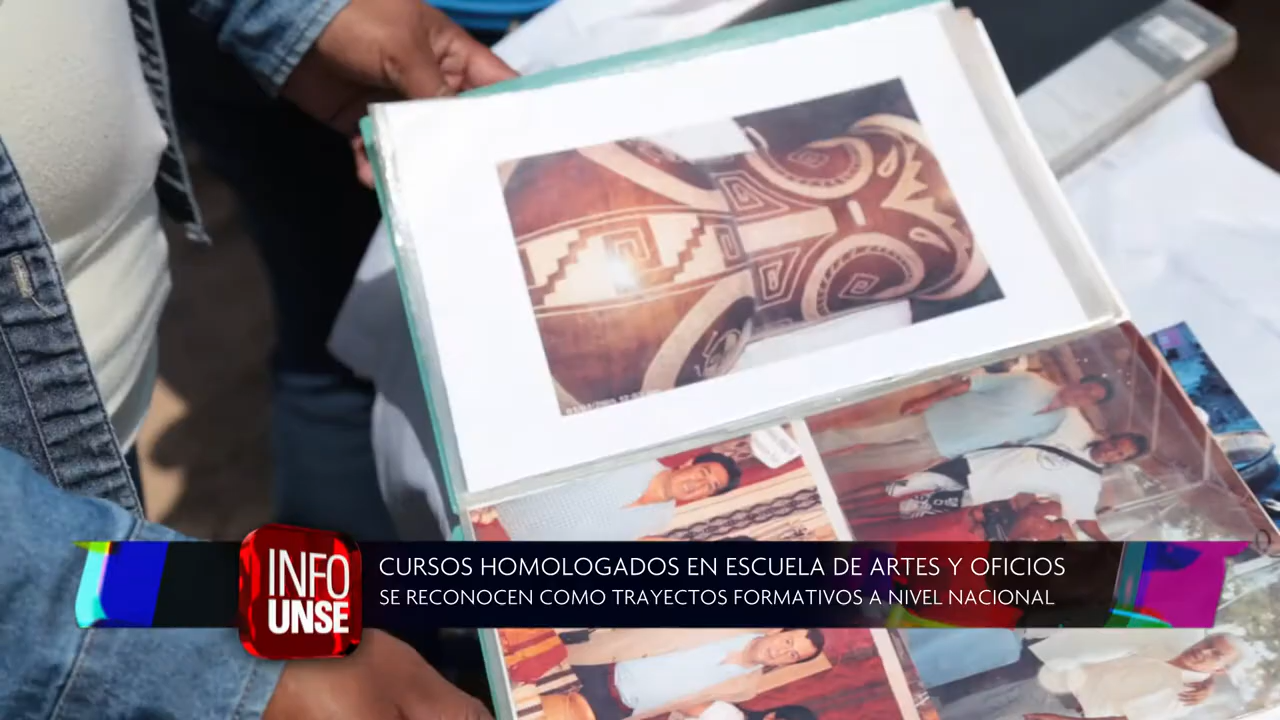 INFO
UNSE
CURSOS HOMOLOGADOS EN ESCUELA DE ARTES Y OFICIOS
SE RECONOCEN COMO TRAYECTOS FORMATIVOS A NIVEL NACIONAL